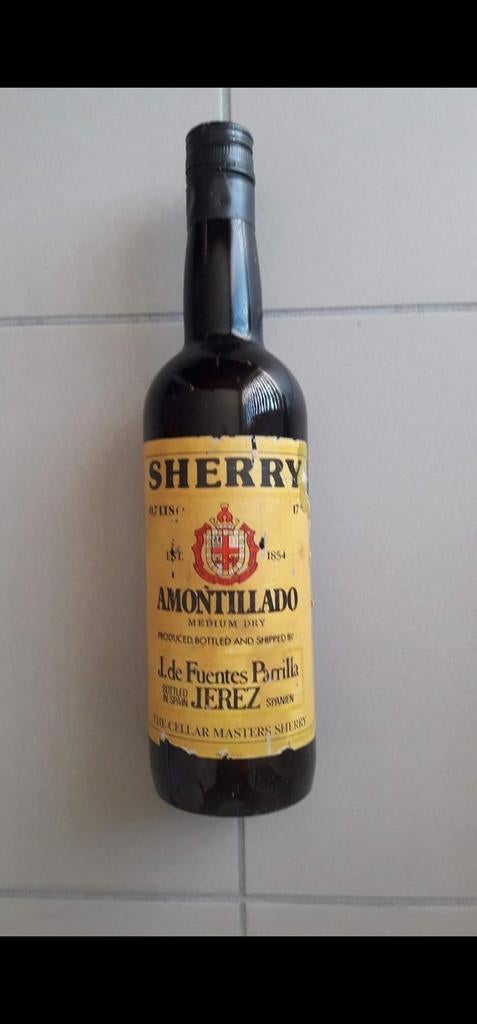 SHERRY
0,7 LTS
17
EST. 1854
AMONTILLADO
MEDIUM DRY
PRODUCED, BOTTLED AND SHIPPED BY
J. de Fuentes Parrilla
BOTTLED IN SPAIN JEREZ SPANIEN
THE CELLAR MASTERS SHERRY